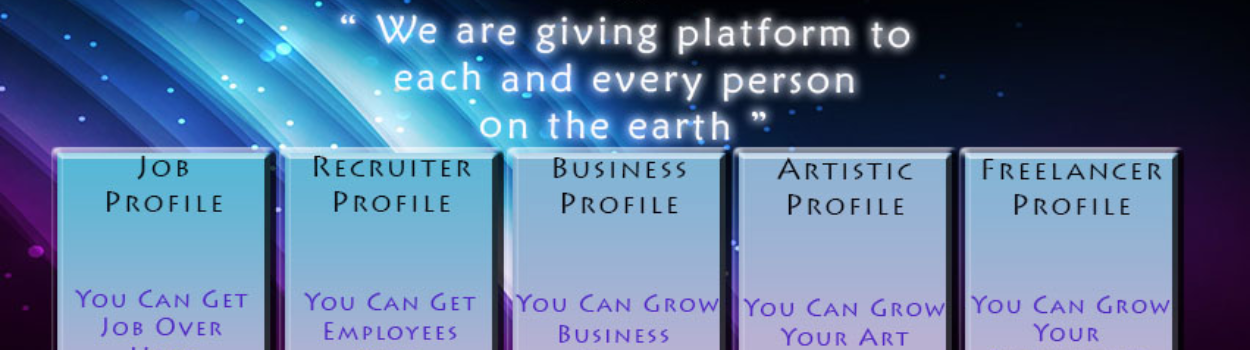 “ We are giving platform to
each and every person
on the earth ”
Job
Profile
You Can Get
Job Over
Recruiter
Profile
You Can Get
Employees
Business
Profile
You Can Grow
Business
Artistic
Profile
You Can Grow
Your Art
Freelancer
Profile
You Can Grow
Your